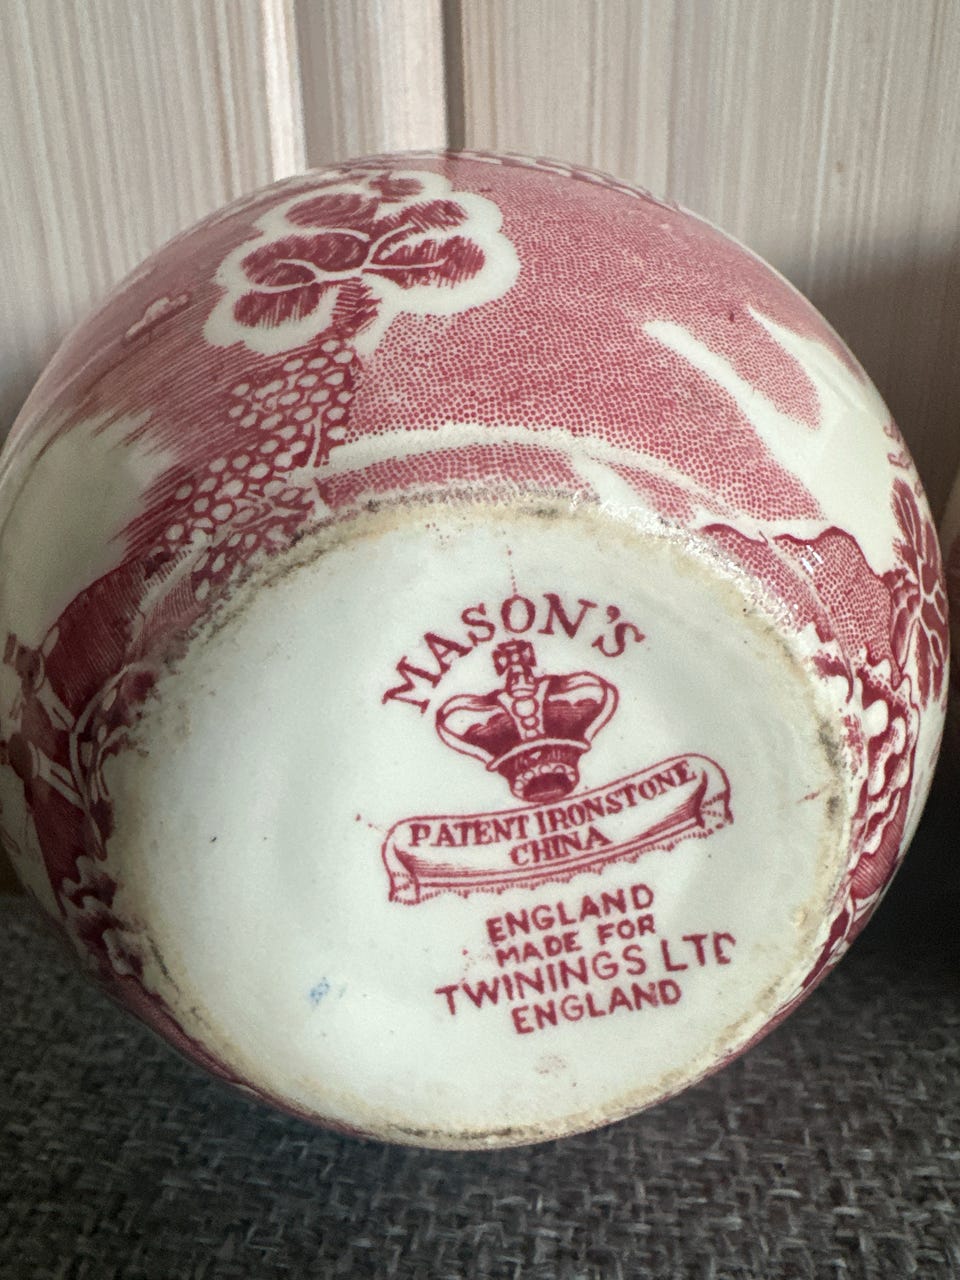 MASON'S
PATENT IRONSTONE
CHINA
ENGLAND
MADE FOR
TWININGS LTD
ENGLAND